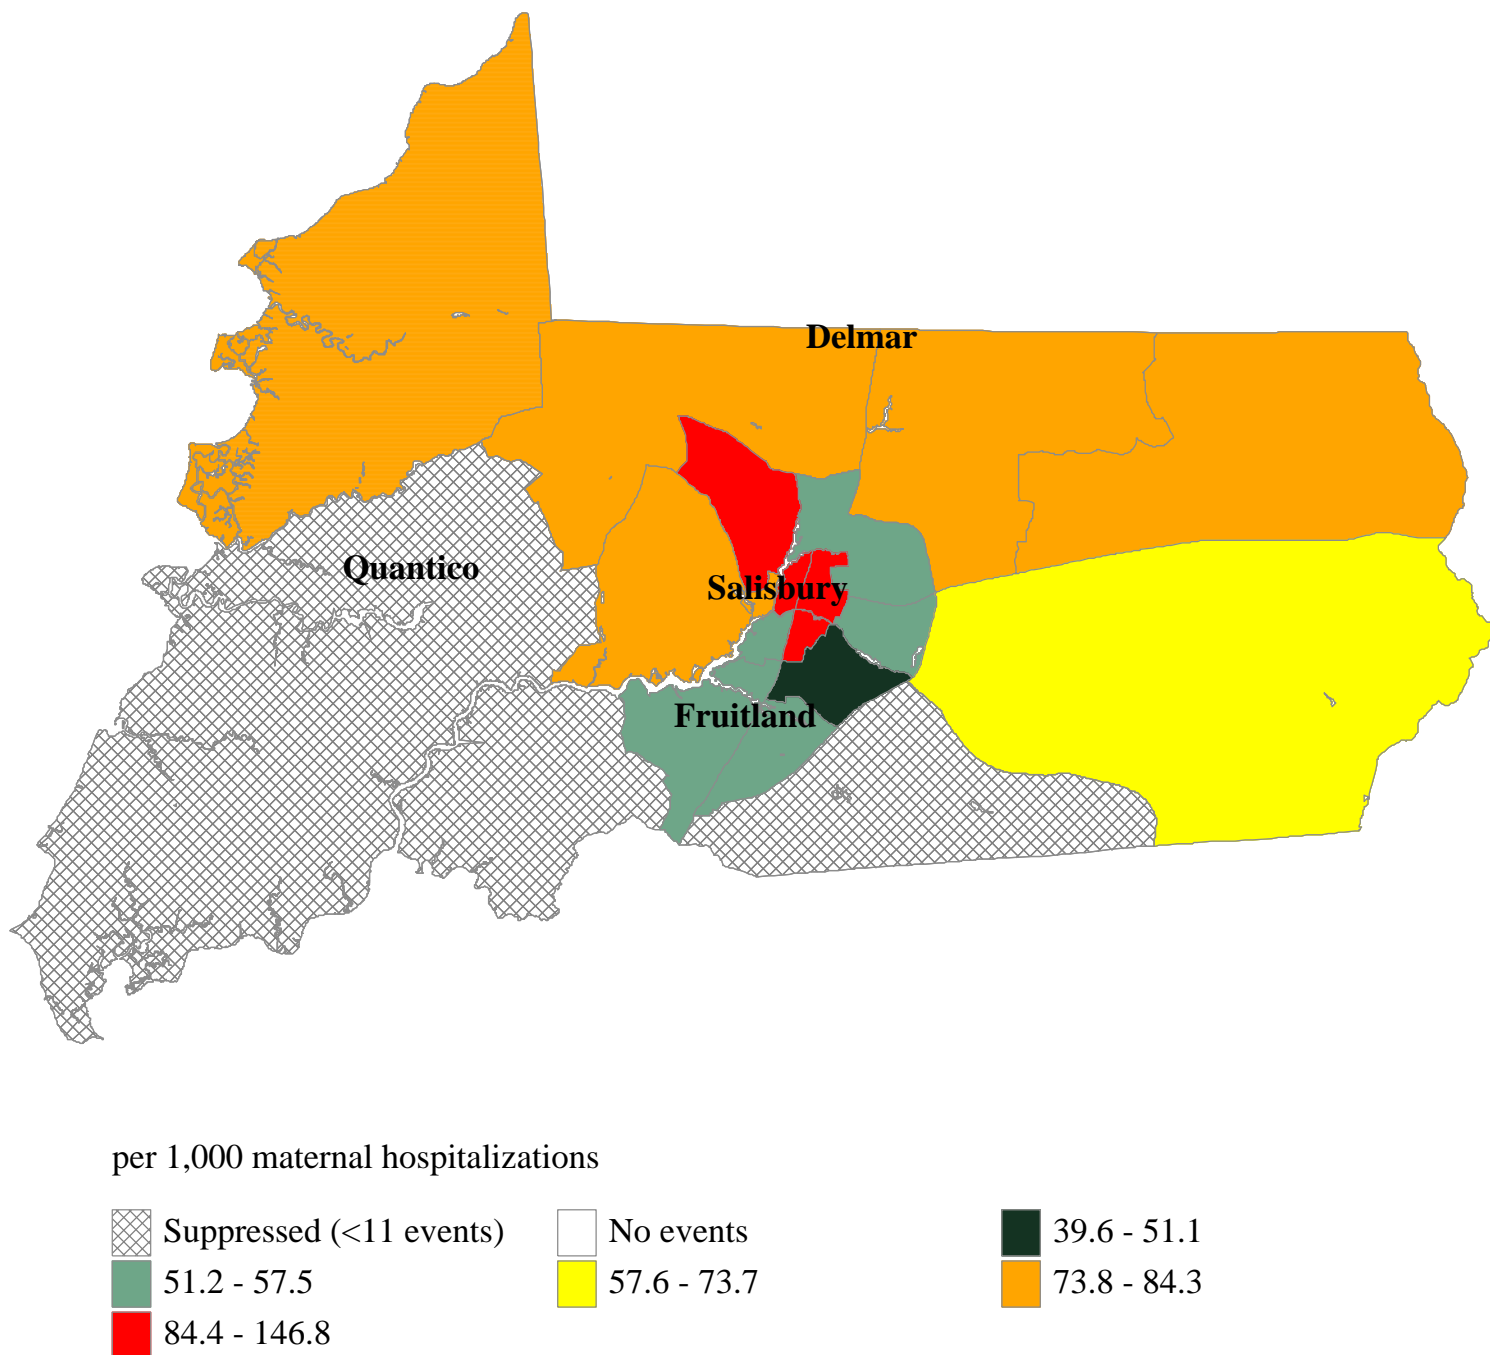 Delmar
Quantico
Salisbury
Fruitland
per 1,000 maternal hospitalizations
Suppressed (<11 events)
No events
39.6 - 51.1
51.2 - 57.5
57.6 - 73.7
73.8 - 84.3
84.4 - 146.8